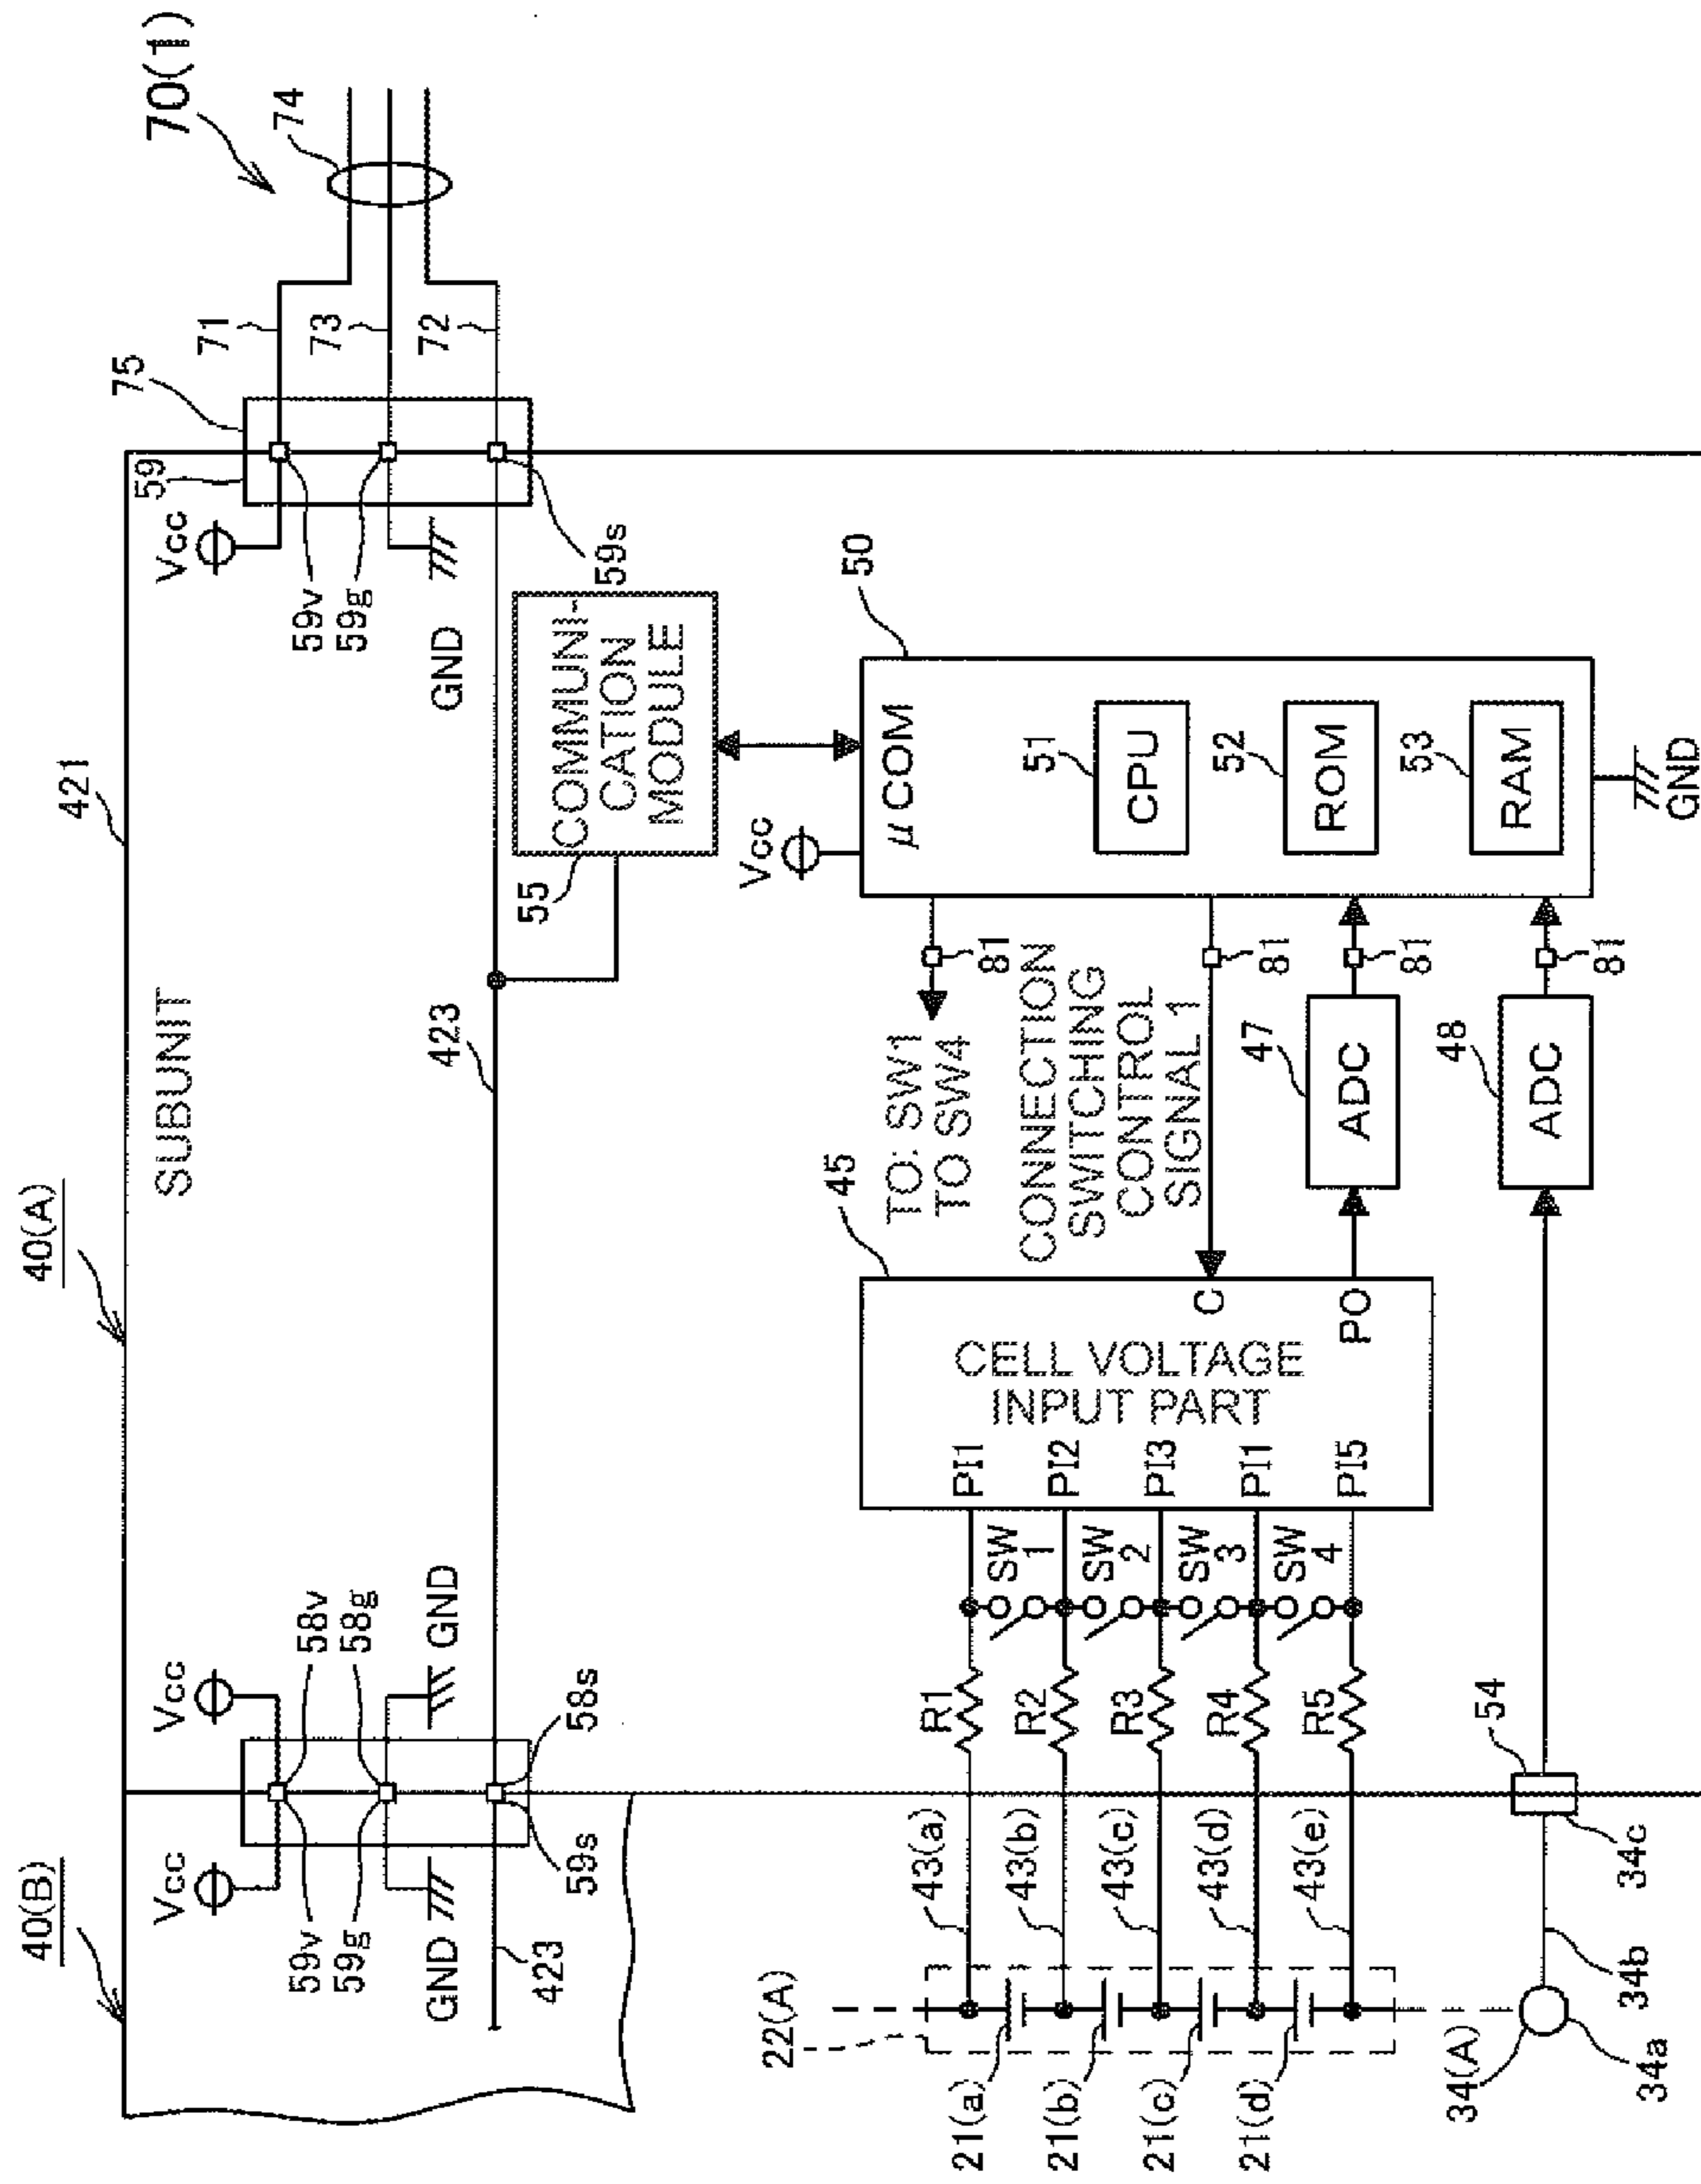 70(1)
74
71
73
72
75
59
Vcc
59v
59g
GND
59s
421
40(A)
SUBUNIT
423
COMMUNI-
CATION
MODULE
55
50
Vcc
μCOM
51
CPU
52
ROM
53
RAM
GND
81
81
81
81
TO: SW1
TO SW4
CONNECTION
SWITCHING
CONTROL
SIGNAL 1
47
ADC
48
ADC
45
C
PO
CELL VOLTAGE
INPUT PART
PI1
PI2
PI3
PI1
PI5
SW
1
SW
2
SW
3
SW
4
R1
R2
R3
R4
R5
Vcc
58v
58g
GND
58s
40(B)
Vcc
59v
59g
GND
59s
423
43(a)
43(b)
43(c)
43(d)
43(e)
54
34c
34b
22(A)
21(a)
21(b)
21(c)
21(d)
34(A)
34a